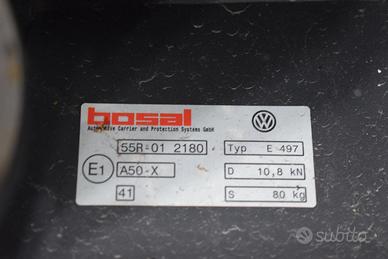 bosal
Automotive Carrier and Protection Systems GmbH
55R-01 2180
Typ E 497
E1
A50-X
D 10,8 kN
41
S 80 kg
subito